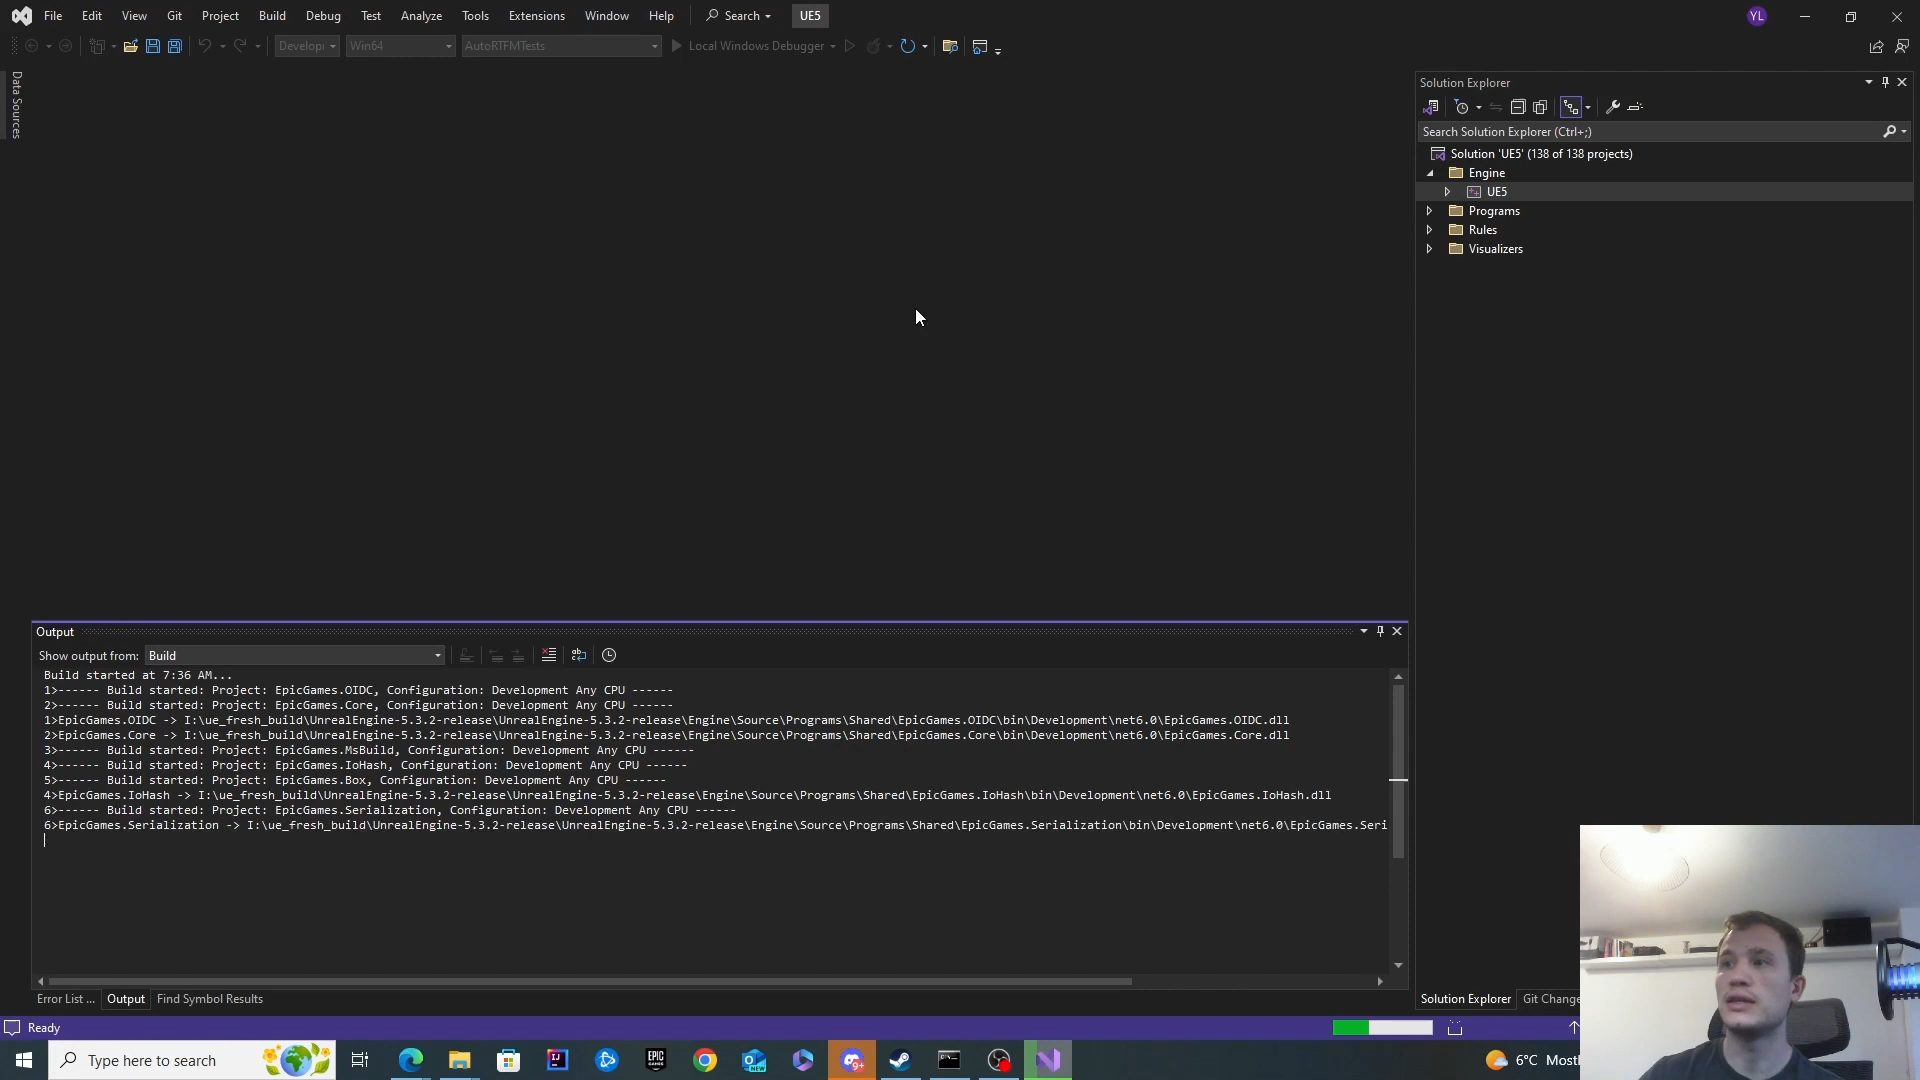 File Edit View Git Project Build Debug Test Analyze Tools Extensions Window Help Search UE5 YL
Develop Win64 AutoRTFMTests Local Windows Debugger
Data Sources
Solution Explorer
Search Solution Explorer (Ctrl+;)
Solution 'UE5' (138 of 138 projects)
Engine
UE5
Programs
Rules
Visualizers
Output
Show output from: Build
Build started at 7:36 AM...
1>------ Build started: Project: EpicGames.OIDC, Configuration: Development Any CPU ------
2>------ Build started: Project: EpicGames.Core, Configuration: Development Any CPU ------
1>EpicGames.OIDC -> I:\ue_fresh_build\UnrealEngine-5.3.2-release\UnrealEngine-5.3.2-release\Engine\Source\Programs\Shared\EpicGames.OIDC\bin\Development\net6.0\EpicGames.OIDC.dll
2>EpicGames.Core -> I:\ue_fresh_build\UnrealEngine-5.3.2-release\UnrealEngine-5.3.2-release\Engine\Source\Programs\Shared\EpicGames.Core\bin\Development\net6.0\EpicGames.Core.dll
3>------ Build started: Project: EpicGames.MsBuild, Configuration: Development Any CPU ------
4>------ Build started: Project: EpicGames.IoHash, Configuration: Development Any CPU ------
5>------ Build started: Project: EpicGames.Box, Configuration: Development Any CPU ------
4>EpicGames.IoHash -> I:\ue_fresh_build\UnrealEngine-5.3.2-release\UnrealEngine-5.3.2-release\Engine\Source\Programs\Shared\EpicGames.IoHash\bin\Development\net6.0\EpicGames.IoHash.dll
6>------ Build started: Project: EpicGames.Serialization, Configuration: Development Any CPU ------
6>EpicGames.Serialization -> I:\ue_fresh_build\UnrealEngine-5.3.2-release\UnrealEngine-5.3.2-release\Engine\Source\Programs\Shared\EpicGames.Serialization\bin\Development\net6.0\EpicGames.Seri
Error List ... Output Find Symbol Results
Solution Explorer Git Change
Ready
Type here to search
EPIC GAMES
NEW
9+
6°C Mostl